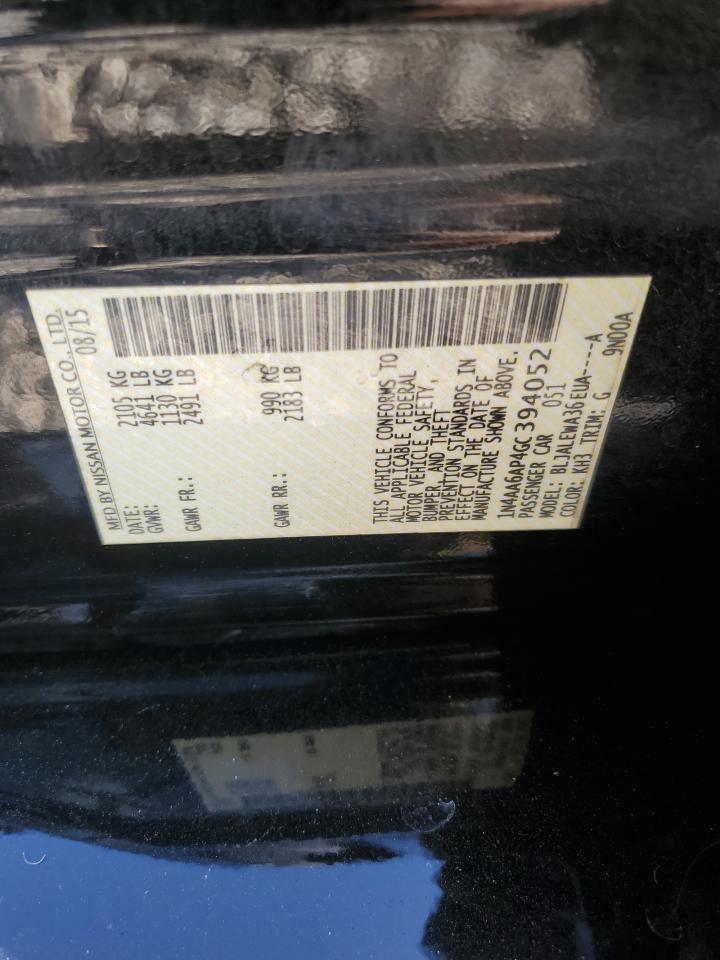 MFD BY NISSAN MOTOR CO., LTD.
DATE: 08/15
GVWR: 2105 KG
4641 LB
GAWR FR.: 1130 KG
2491 LB
GAWR RR.: 990 KG
2183 LB
THIS VEHICLE CONFORMS TO
ALL APPLICABLE FEDERAL
MOTOR VEHICLE SAFETY,
BUMPER, AND THEFT
PREVENTION STANDARDS IN
EFFECT ON THE DATE OF
MANUFACTURE SHOWN ABOVE.
1N4AA6AP4GC394052
PASSENGER CAR 051
MODEL: BLJALEWA36EUA----A
COLOR: KH3 TRIM: G 9N00A